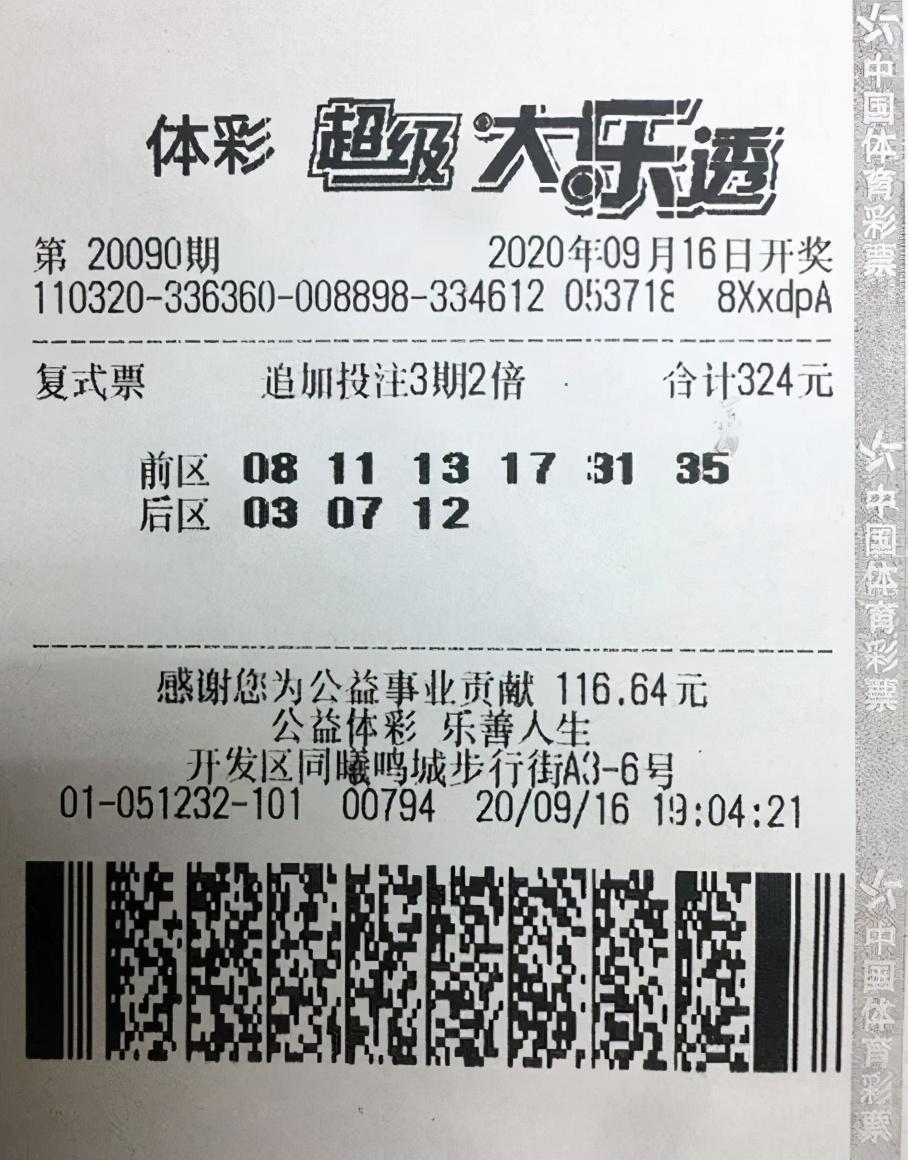 体彩 超级大乐透
第 20090期 2020年09月16日开奖
110320-336360-008898-334612 053718 8XxdpA
复式票 追加投注3期2倍 合计324元
前区 08 11 13 17 31 35
后区 03 07 12
感谢您为公益事业贡献 116.64元
公益体彩 乐善人生
开发区同曦鸣城步行街A3-6号
01-051232-101 00794 20/09/16 19:04:21
中国体育彩票
中国体育彩票
中国体育彩票